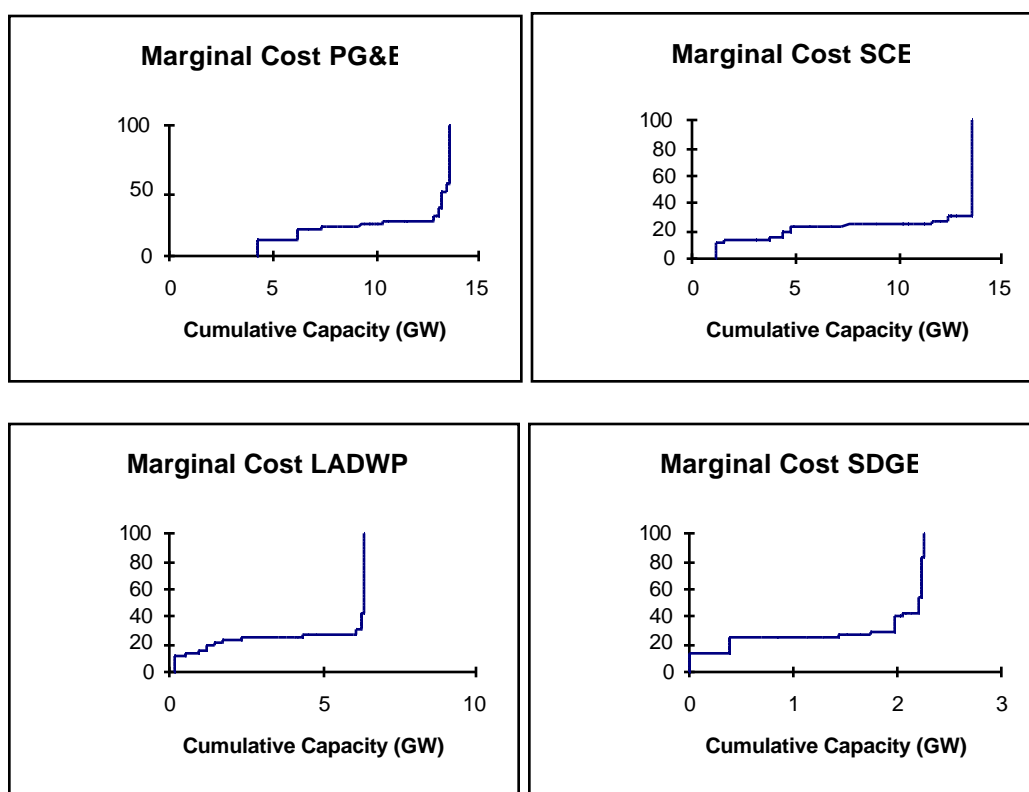 Marginal Cost PG&E
100
50
0
0 5 10 15
Cumulative Capacity (GW)
Marginal Cost SCE
100
80
60
40
20
0
0 5 10 15
Cumulative Capacity (GW)
Marginal Cost LADWP
100
80
60
40
20
0
0 5 10
Cumulative Capacity (GW)
Marginal Cost SDGE
100
80
60
40
20
0
0 1 2 3
Cumulative Capacity (GW)